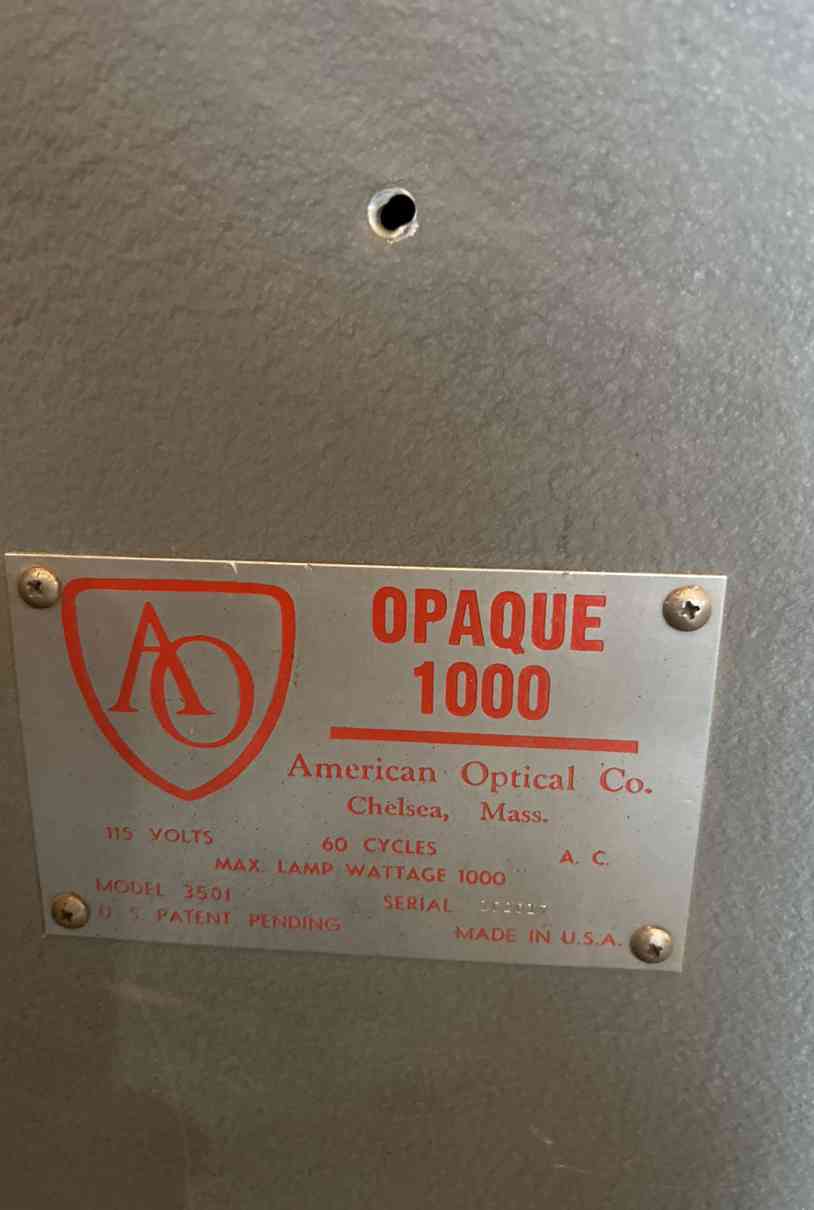 AO
OPAQUE
1000
American Optical Co.
Chelsea, Mass.
115 VOLTS 60 CYCLES A. C.
MAX. LAMP WATTAGE 1000
MODEL 3501 SERIAL
U. S. PATENT PENDING MADE IN U.S.A.